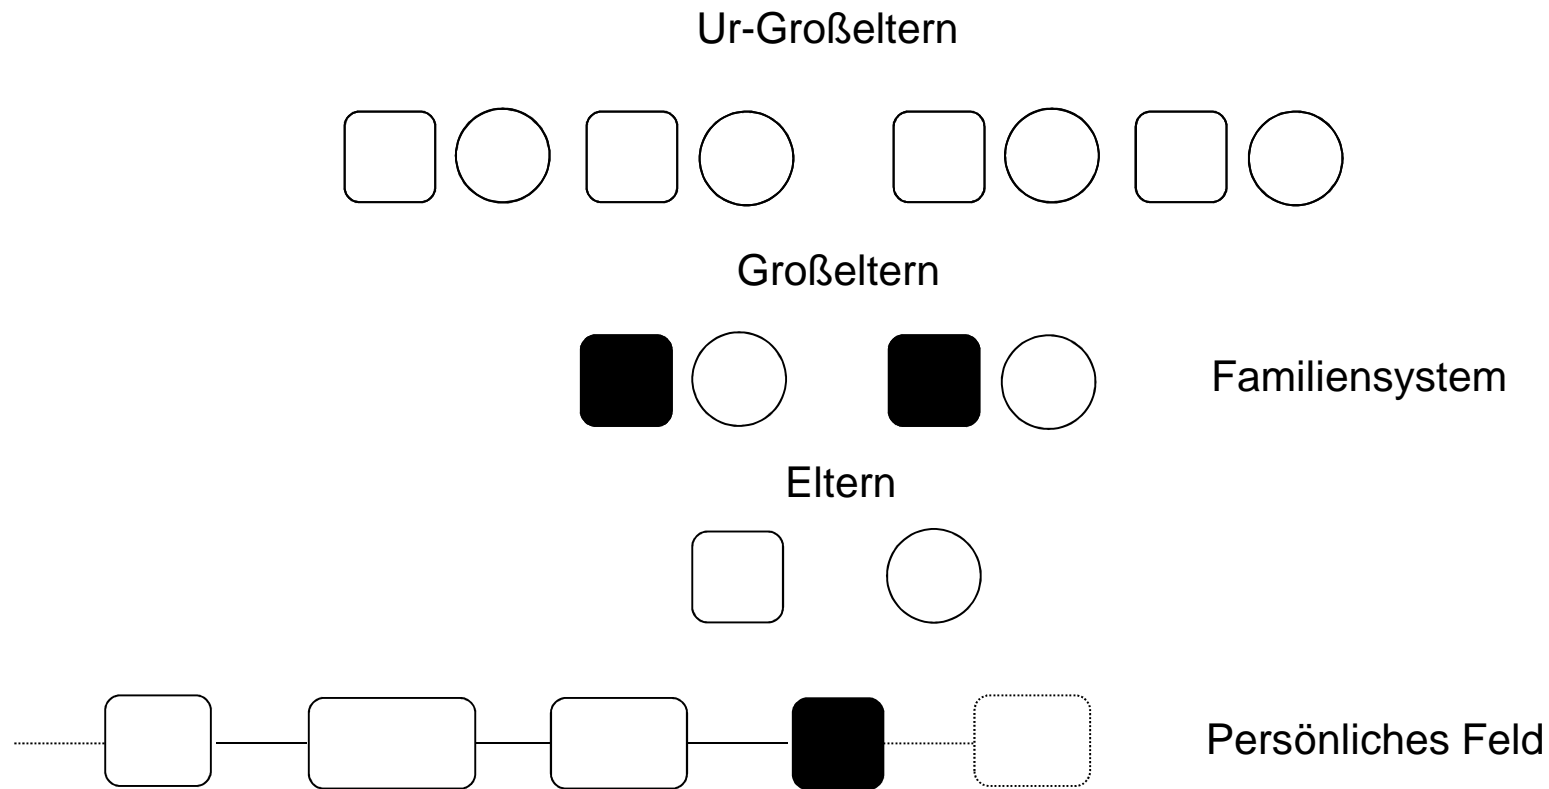 Ur-Großeltern
Großeltern
Familiensystem
Eltern
Persönliches Feld